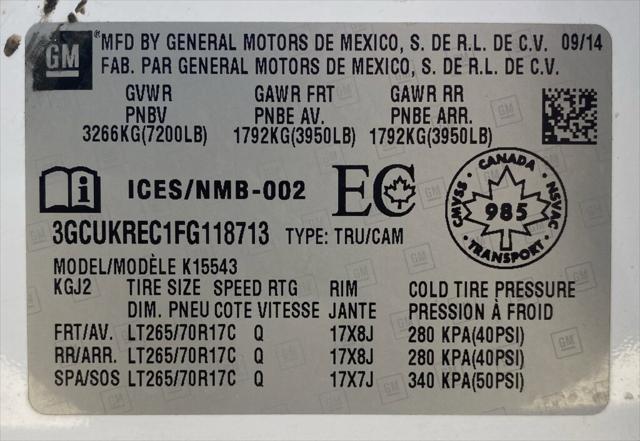 GM ®MFD BY GENERAL MOTORS DE MEXICO, S. DE R.L. DE C.V. 09/14
FAB. PAR GENERAL MOTORS DE MEXICO, S. DE R.L. DE C.V.
GVWR GAWR FRT GAWR RR
PNBV PNBE AV. PNBE ARR.
3266KG(7200LB) 1792KG(3950LB) 1792KG(3950LB)
i ICES/NMB-002 EC
CANADA
CMVSS 985 NSVAC
TRANSPORT
3GCUKREC1FG118713 TYPE: TRU/CAM
MODEL/MODÈLE K15543
KGJ2 TIRE SIZE SPEED RTG RIM COLD TIRE PRESSURE
DIM. PNEU COTE VITESSE JANTE PRESSION À FROID
FRT/AV. LT265/70R17C Q 17X8J 280 KPA(40PSI)
RR/ARR. LT265/70R17C Q 17X8J 280 KPA(40PSI)
SPA/SOS LT265/70R17C Q 17X7J 340 KPA(50PSI)